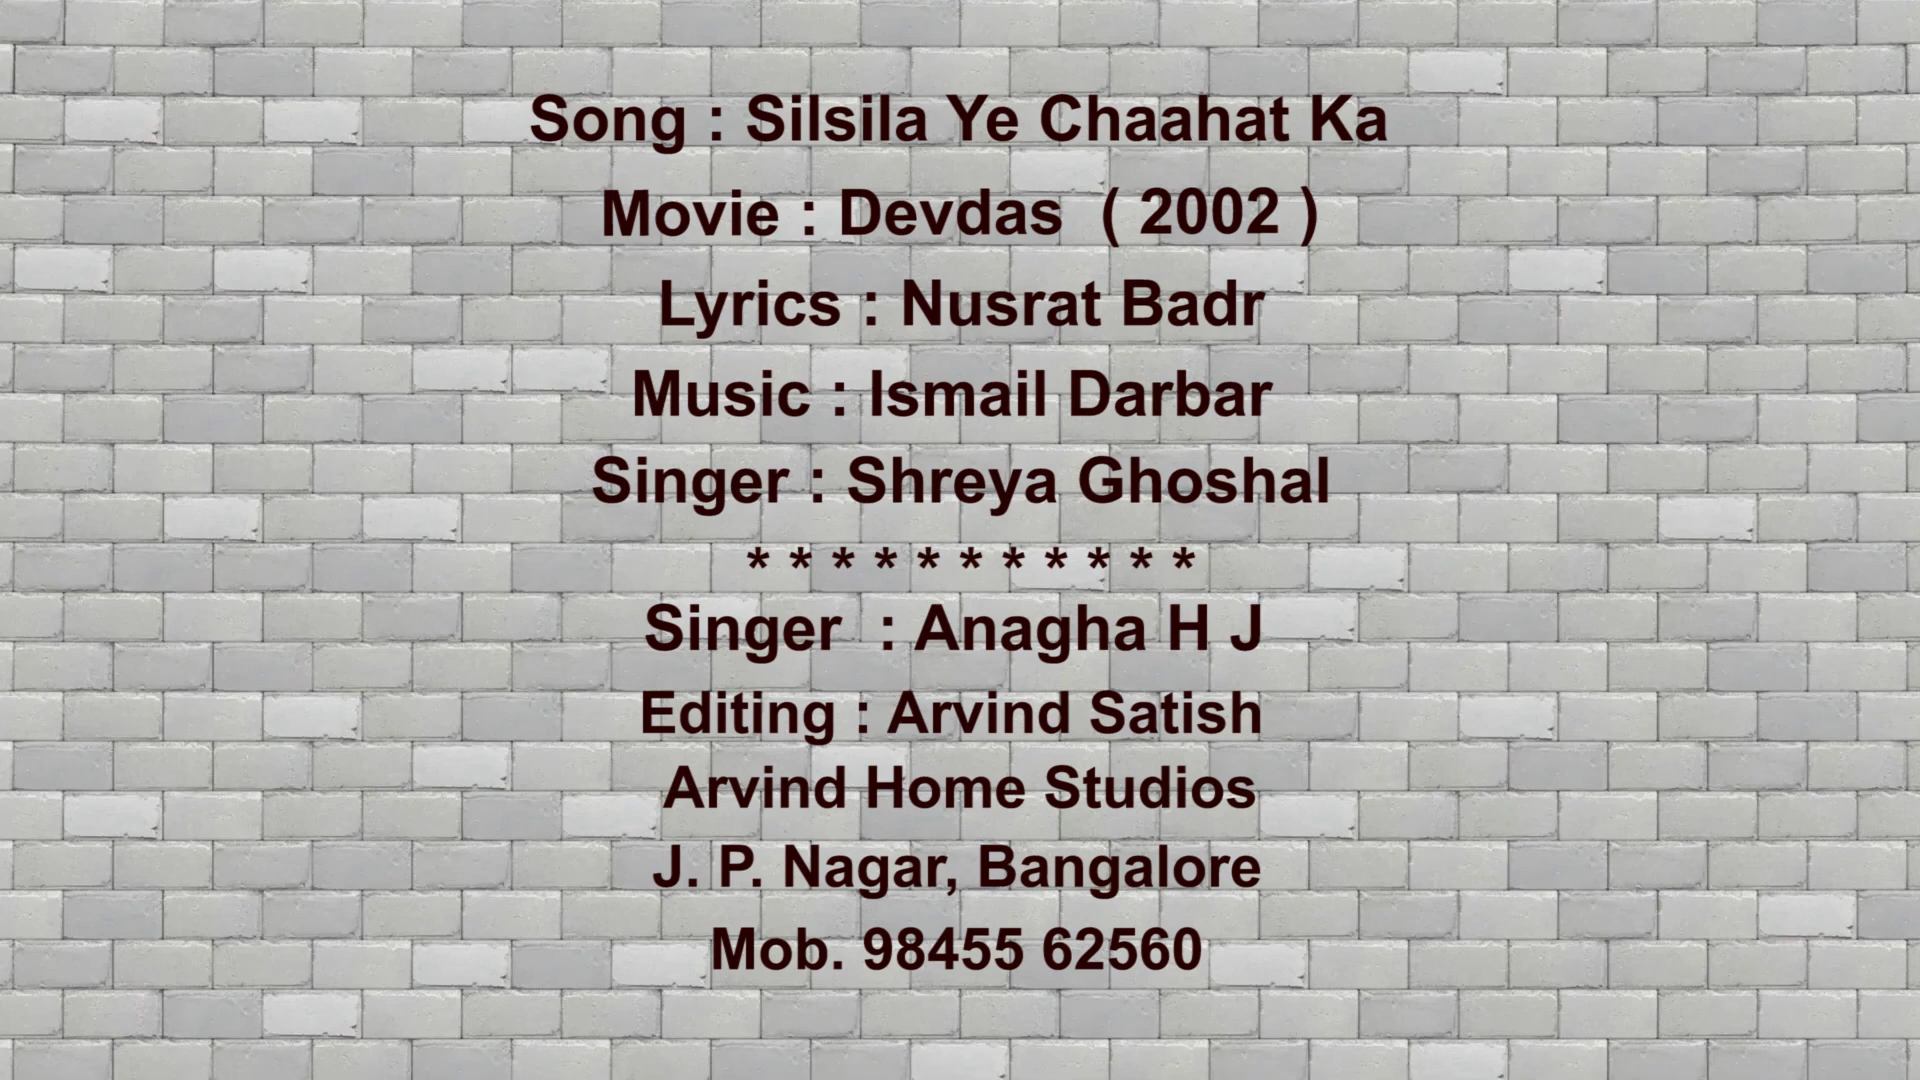 Song : Silsila Ye Chaahat Ka
Movie : Devdas ( 2002 )
Lyrics : Nusrat Badr
Music : Ismail Darbar
Singer : Shreya Ghoshal
* * * * * * * * * * *
Singer : Anagha H J
Editing : Arvind Satish
Arvind Home Studios
J. P. Nagar, Bangalore
Mob. 98455 62560